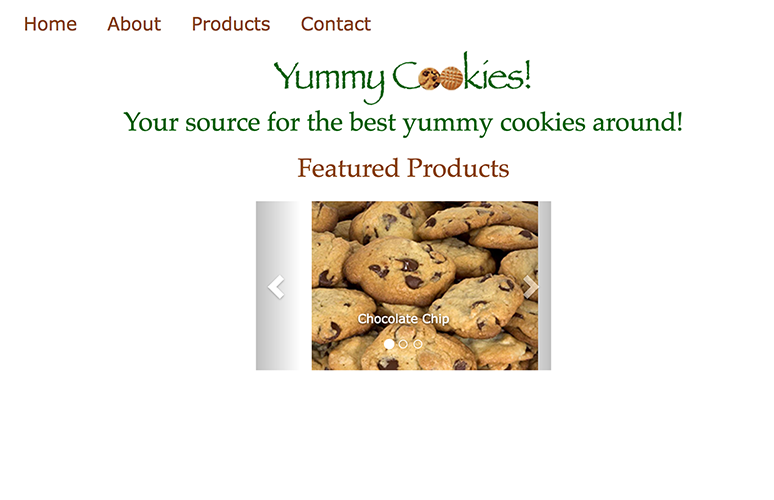 Home About Products Contact
Yummy Cookies!
Your source for the best yummy cookies around!
Featured Products
Chocolate Chip